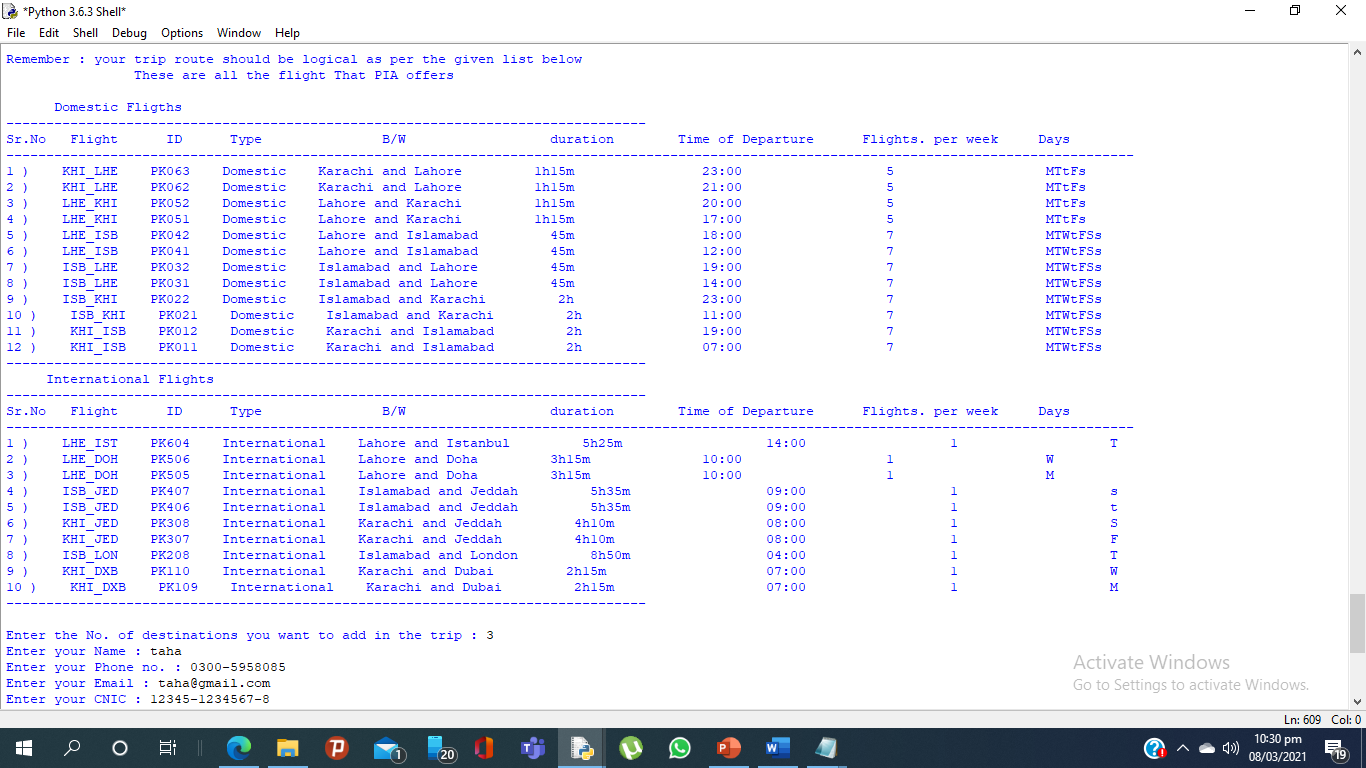 *Python 3.6.3 Shell*
File Edit Shell Debug Options Window Help
Remember : your trip route should be logical as per the given list below
These are all the flight That PIA offers
Domestic Fligths
--------------------------------------------------------------------------------
Sr.No Flight ID Type B/W duration Time of Departure Flights. per week Days
---------------------------------------------------------------------------------------------------------------------------------------------
1 ) KHI_LHE PK063 Domestic Karachi and Lahore 1h15m 23:00 5 MTtFs
2 ) KHI_LHE PK062 Domestic Karachi and Lahore 1h15m 21:00 5 MTtFs
3 ) LHE_KHI PK052 Domestic Lahore and Karachi 1h15m 20:00 5 MTtFs
4 ) LHE_KHI PK051 Domestic Lahore and Karachi 1h15m 17:00 5 MTtFs
5 ) LHE_ISB PK042 Domestic Lahore and Islamabad 45m 18:00 7 MTWtFSs
6 ) LHE_ISB PK041 Domestic Lahore and Islamabad 45m 12:00 7 MTWtFSs
7 ) ISB_LHE PK032 Domestic Islamabad and Lahore 45m 19:00 7 MTWtFSs
8 ) ISB_LHE PK031 Domestic Islamabad and Lahore 45m 14:00 7 MTWtFSs
9 ) ISB_KHI PK022 Domestic Islamabad and Karachi 2h 23:00 7 MTWtFSs
10 ) ISB_KHI PK021 Domestic Islamabad and Karachi 2h 11:00 7 MTWtFSs
11 ) KHI_ISB PK012 Domestic Karachi and Islamabad 2h 19:00 7 MTWtFSs
12 ) KHI_ISB PK011 Domestic Karachi and Islamabad 2h 07:00 7 MTWtFSs
--------------------------------------------------------------------------------
International Flights
--------------------------------------------------------------------------------
Sr.No Flight ID Type B/W duration Time of Departure Flights. per week Days
---------------------------------------------------------------------------------------------------------------------------------------------
1 ) LHE_IST PK604 International Lahore and Istanbul 5h25m 14:00 1 T
2 ) LHE_DOH PK506 International Lahore and Doha 3h15m 10:00 1 W
3 ) LHE_DOH PK505 International Lahore and Doha 3h15m 10:00 1 M
4 ) ISB_JED PK407 International Islamabad and Jeddah 5h35m 09:00 1 s
5 ) ISB_JED PK406 International Islamabad and Jeddah 5h35m 09:00 1 t
6 ) KHI_JED PK308 International Karachi and Jeddah 4h10m 08:00 1 S
7 ) KHI_JED PK307 International Karachi and Jeddah 4h10m 08:00 1 F
8 ) ISB_LON PK208 International Islamabad and London 8h50m 04:00 1 T
9 ) KHI_DXB PK110 International Karachi and Dubai 2h15m 07:00 1 W
10 ) KHI_DXB PK109 International Karachi and Dubai 2h15m 07:00 1 M
--------------------------------------------------------------------------------
Enter the No. of destinations you want to add in the trip : 3
Enter your Name : taha
Enter your Phone no. : 0300-5958085
Enter your Email : taha@gmail.com
Enter your CNIC : 12345-1234567-8
Activate Windows
Go to Settings to activate Windows.
Ln: 609 Col: 0
1
20
10:30 pm
08/03/2021
19